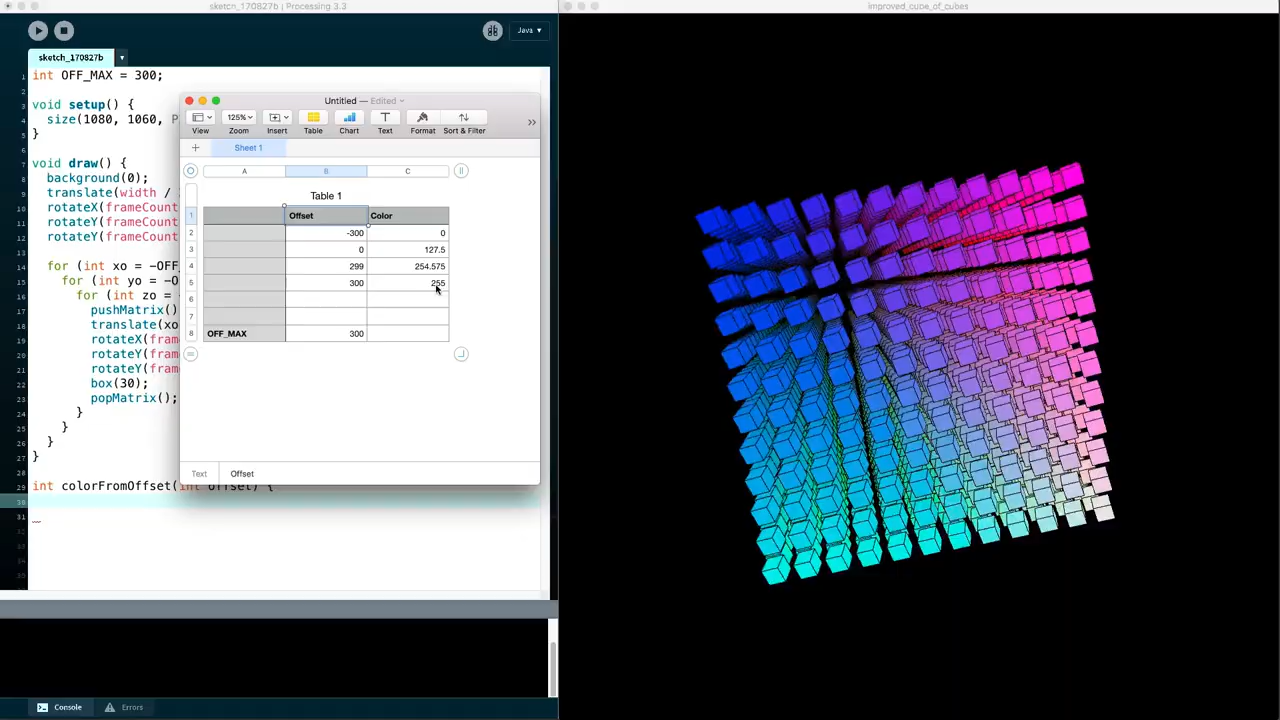 sketch_170827b | Processing 3.3
improved_cube_of_cubes
Java ▾
sketch_170827b ▾
1 int OFF_MAX = 300;
2
3 void setup() {
4 size(1080, 1060, P
5 }
6
7 void draw() {
8 background(0);
9 translate(width /
10 rotateX(frameCount
11 rotateY(frameCount
12 rotateY(frameCount
13
14 for (int xo = -OFF
15 for (int yo = -O
16 for (int zo =
17 pushMatrix()
18 translate(xo
19 rotateX(fram
20 rotateY(fram
21 rotateY(fram
22 box(30);
23 popMatrix();
24 }
25 }
26 }
27 }
28
29 int colorFromOffset(int offset) {
30
31
Untitled — Edited
125%
View Zoom Insert Table Chart Text Format Sort & Filter
+ Sheet 1
A B C
Table 1
1 Offset Color
2 -300 0
3 0 127.5
4 299 254.575
5 300 255
6
7
8 OFF_MAX 300
Text Offset
Console Errors